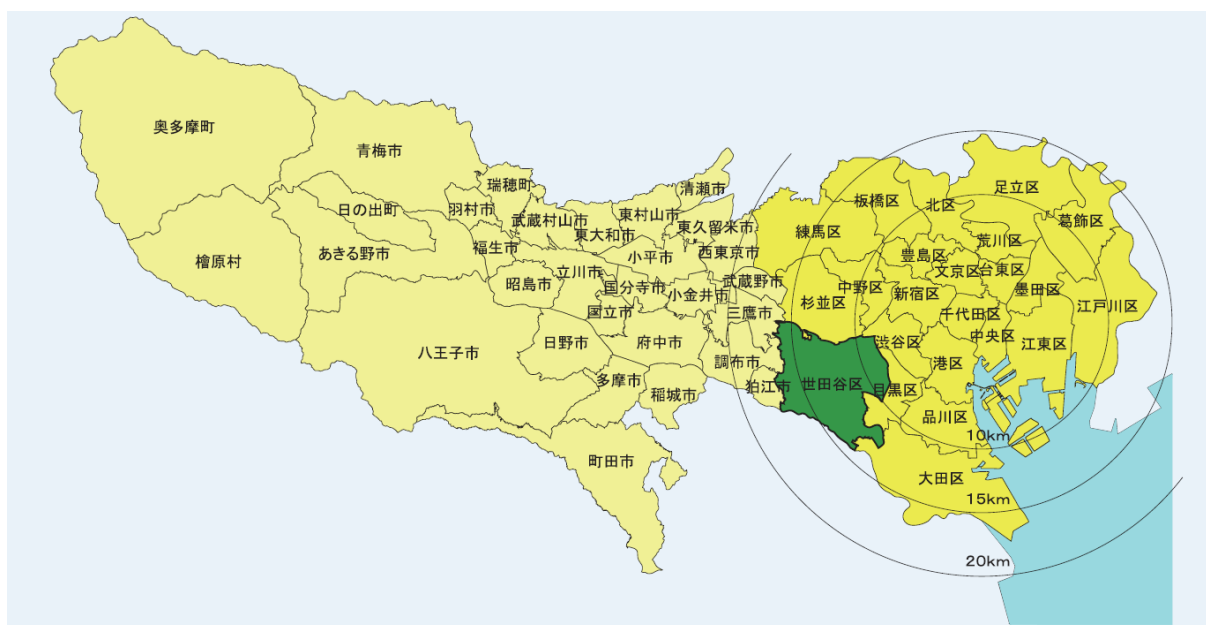 奥多摩町
青梅市
瑞穂町
清瀬市
日の出町
羽村市
武蔵村山市
東村山市
東大和市
東久留米市
檜原村
あきる野市
福生市
小平市
西東京市
昭島市
立川市
国分寺市
小金井市
武蔵野市
国立市
三鷹市
八王子市
日野市
府中市
調布市
多摩市
稲城市
狛江市
町田市
板橋区
北区
足立区
葛飾区
練馬区
荒川区
豊島区
文京区
台東区
杉並区
中野区
新宿区
墨田区
江戸川区
千代田区
渋谷区
中央区
江東区
港区
世田谷区
目黒区
品川区
10km
大田区
15km
20km